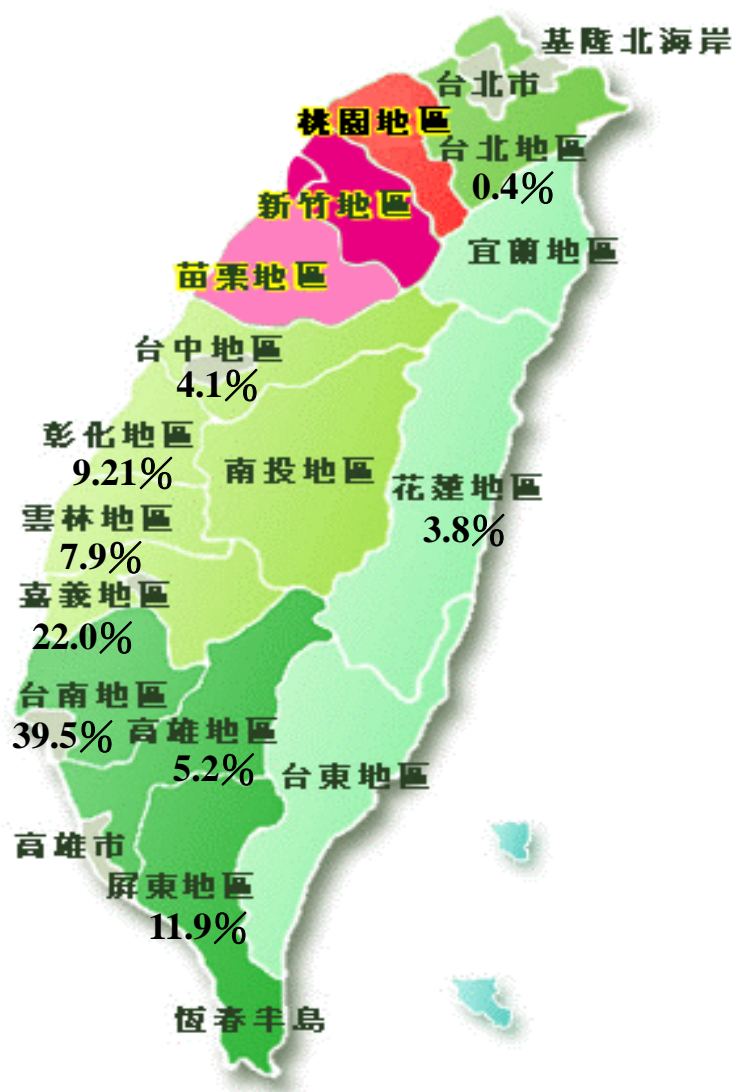 基隆北海岸
台北市
桃園地區
台北地區
0.4%
新竹地區
宜蘭地區
苗栗地區
台中地區
4.1%
彰化地區
9.21%
南投地區
花蓮地區
3.8%
雲林地區
7.9%
嘉義地區
22.0%
台南地區
39.5%
高雄地區
5.2%
台東地區
高雄市
屏東地區
11.9%
恆春半島